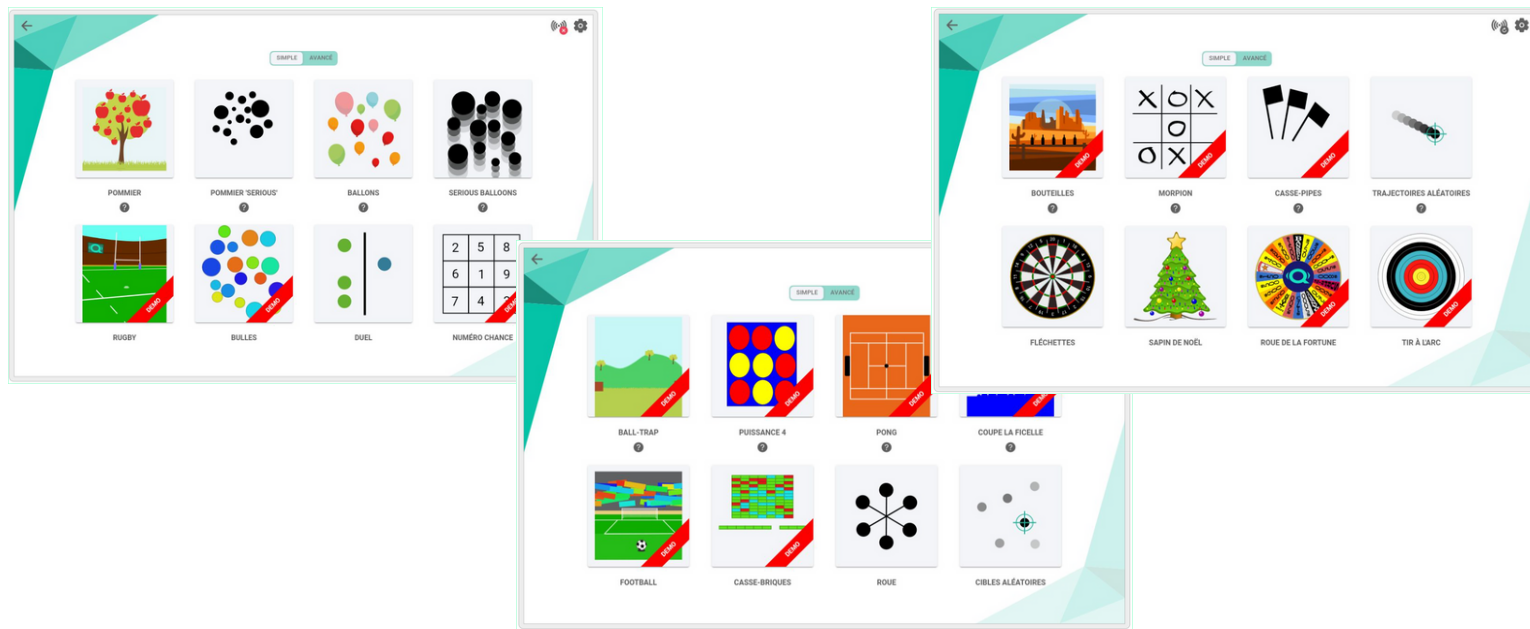 SIMPLE AVANCÉ
POMMIER POMMIER 'SERIOUS' BALLONS SERIOUS BALLOONS
? ? ? ?
2 5 8
6 1 9
7 4
DEMO DEMO DEMO
RUGBY BULLES DUEL NUMÉRO CHANCE
SIMPLE AVANCÉ
DEMO DEMO DEMO DEMO
BALL-TRAP PUISSANCE 4 PONG COUPE LA FICELLE
? ? ? ?
DEMO DEMO
FOOTBALL CASSE-BRIQUES ROUE CIBLES ALÉATOIRES
SIMPLE AVANCÉ
X O X
O
O X
DEMO DEMO DEMO
BOUTEILLES MORPION CASSE-PIPES TRAJECTOIRES ALÉATOIRES
? ? ? ?
DEMO DEMO
FLÉCHETTES SAPIN DE NOËL ROUE DE LA FORTUNE TIR À L'ARC